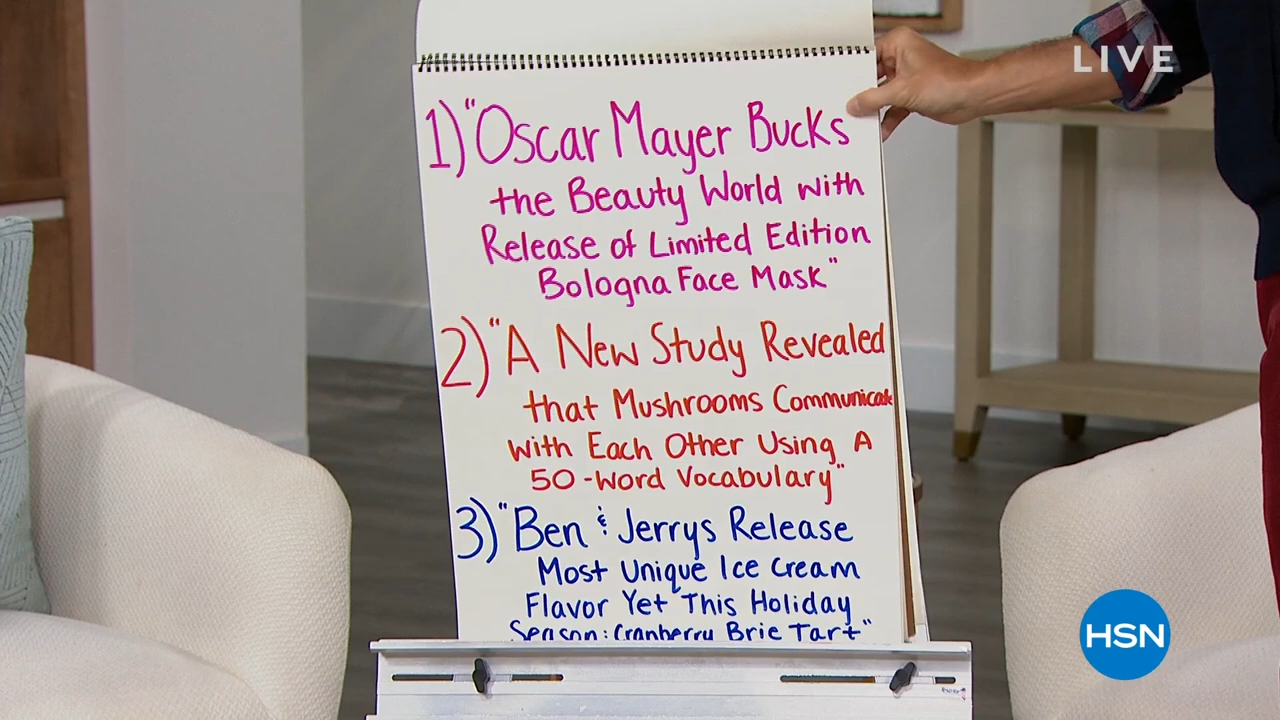 LIVE
1) "Oscar Mayer Bucks
the Beauty World with
Release of Limited Edition
Bologna Face Mask"
2) "A New Study Revealed
that Mushrooms Communicate
with Each Other Using A
50-word Vocabulary"
3) "Ben & Jerrys Release
Most Unique Ice Cream
Flavor Yet This Holiday
Season: Cranberry Brie Tart"
HSN